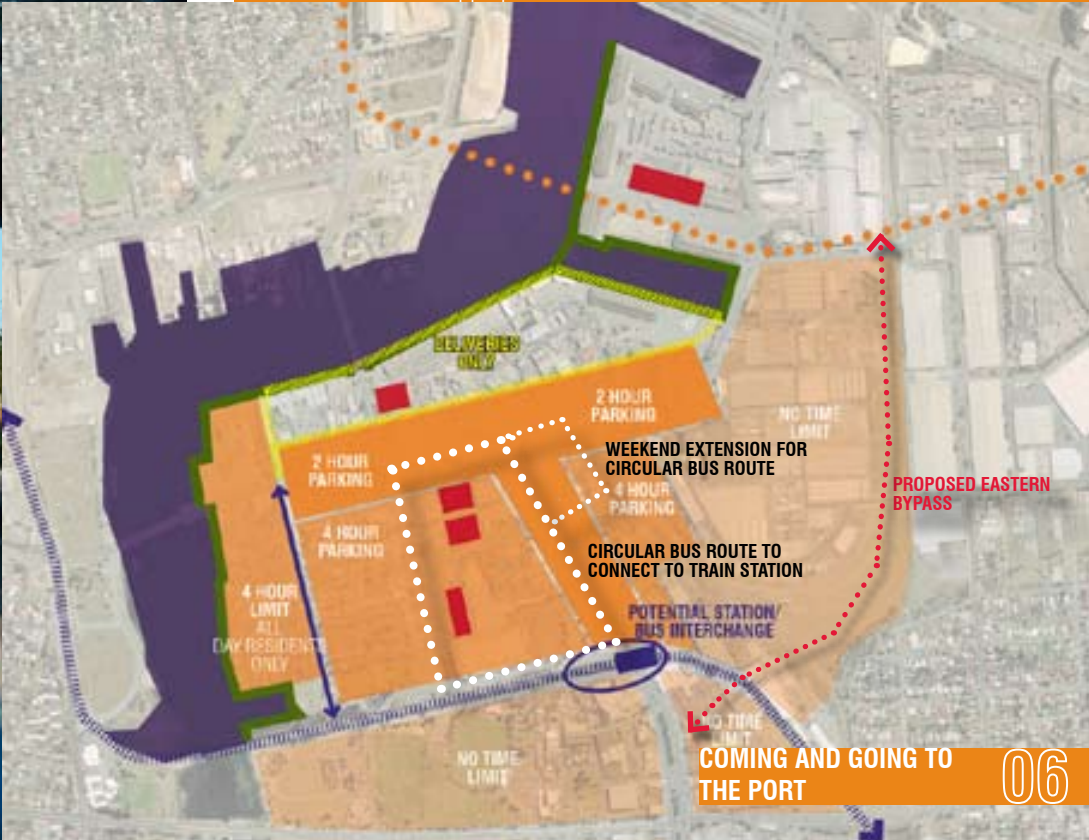 DELIVERIES
ONLY
2 HOUR
PARKING
NO TIME
LIMIT
WEEKEND EXTENSION FOR
CIRCULAR BUS ROUTE
2 HOUR
PARKING
4 HOUR
PARKING
PROPOSED EASTERN
BYPASS
4 HOUR
PARKING
CIRCULAR BUS ROUTE TO
CONNECT TO TRAIN STATION
4 HOUR
LIMIT
ALL
DAY RESIDENTS
ONLY
POTENTIAL STATION/
BUS INTERCHANGE
NO TIME
LIMIT
NO TIME
LIMIT
COMING AND GOING TO
THE PORT
06